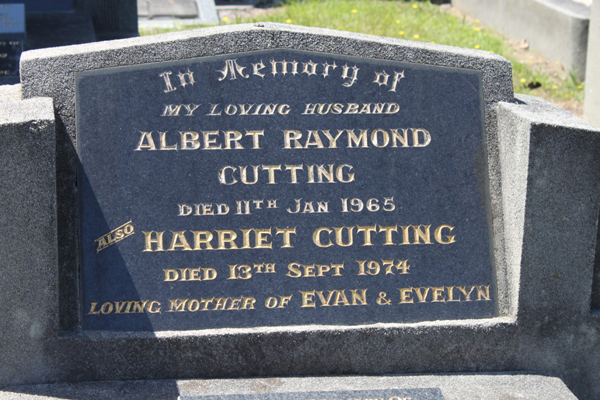 In Memory of
MY LOVING HUSBAND
ALBERT RAYMOND
CUTTING
DIED 11TH JAN 1965
ALSO HARRIET CUTTING
DIED 13TH SEPT 1974
LOVING MOTHER OF EVAN & EVELYN